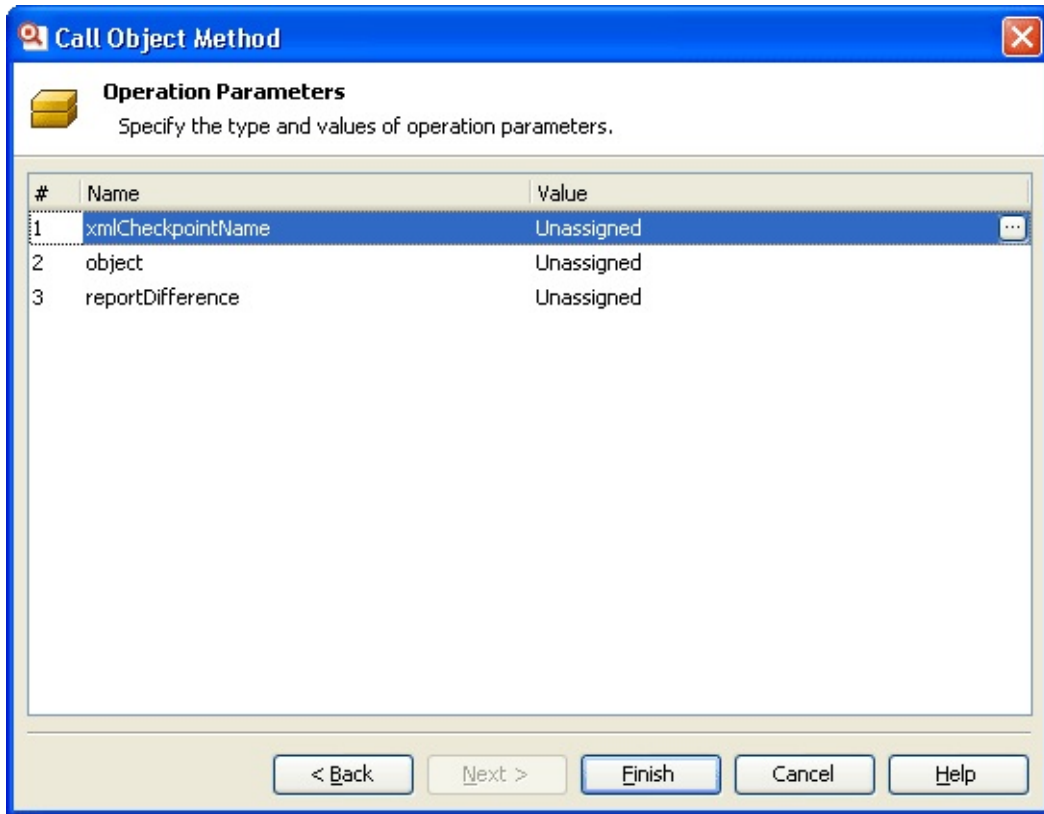 Call Object Method
Operation Parameters
Specify the type and values of operation parameters.
# Name Value
1 xmlCheckpointName Unassigned ...
2 object Unassigned
3 reportDifference Unassigned
< Back Next > Finish Cancel Help